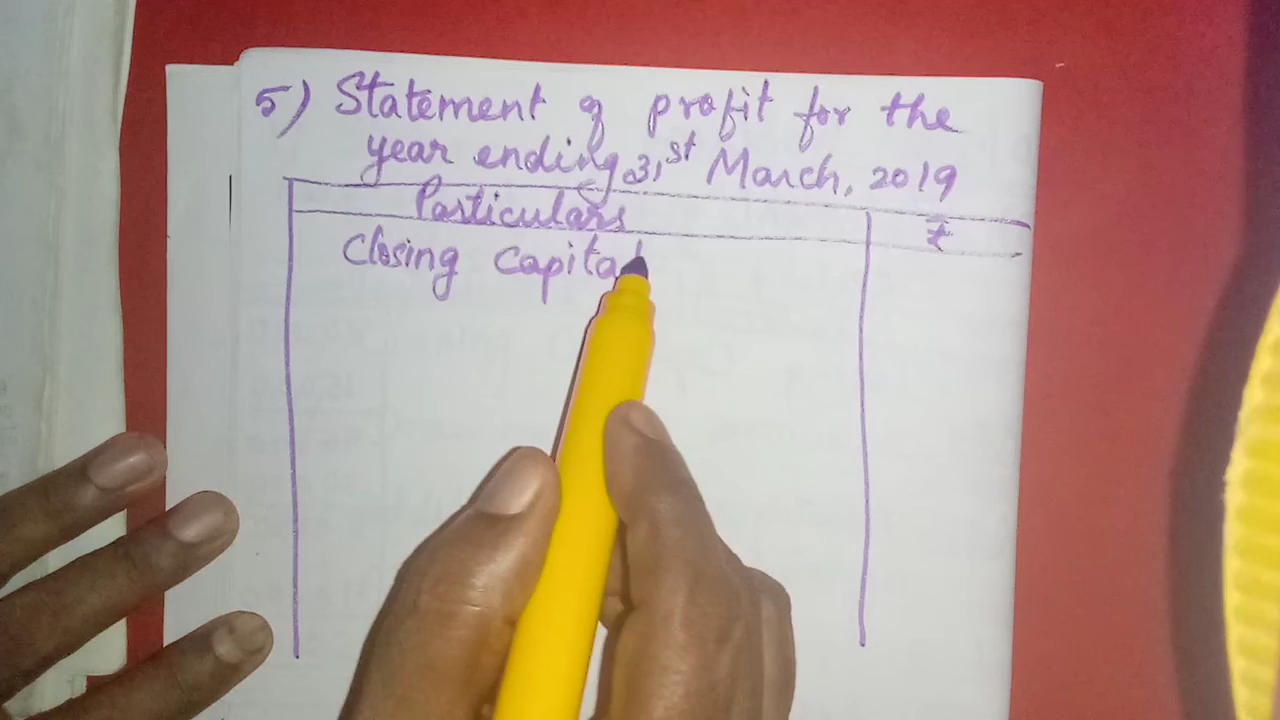 5) Statement of profit for the
year ending 31st March, 2019
Particulars ₹
Closing Capital